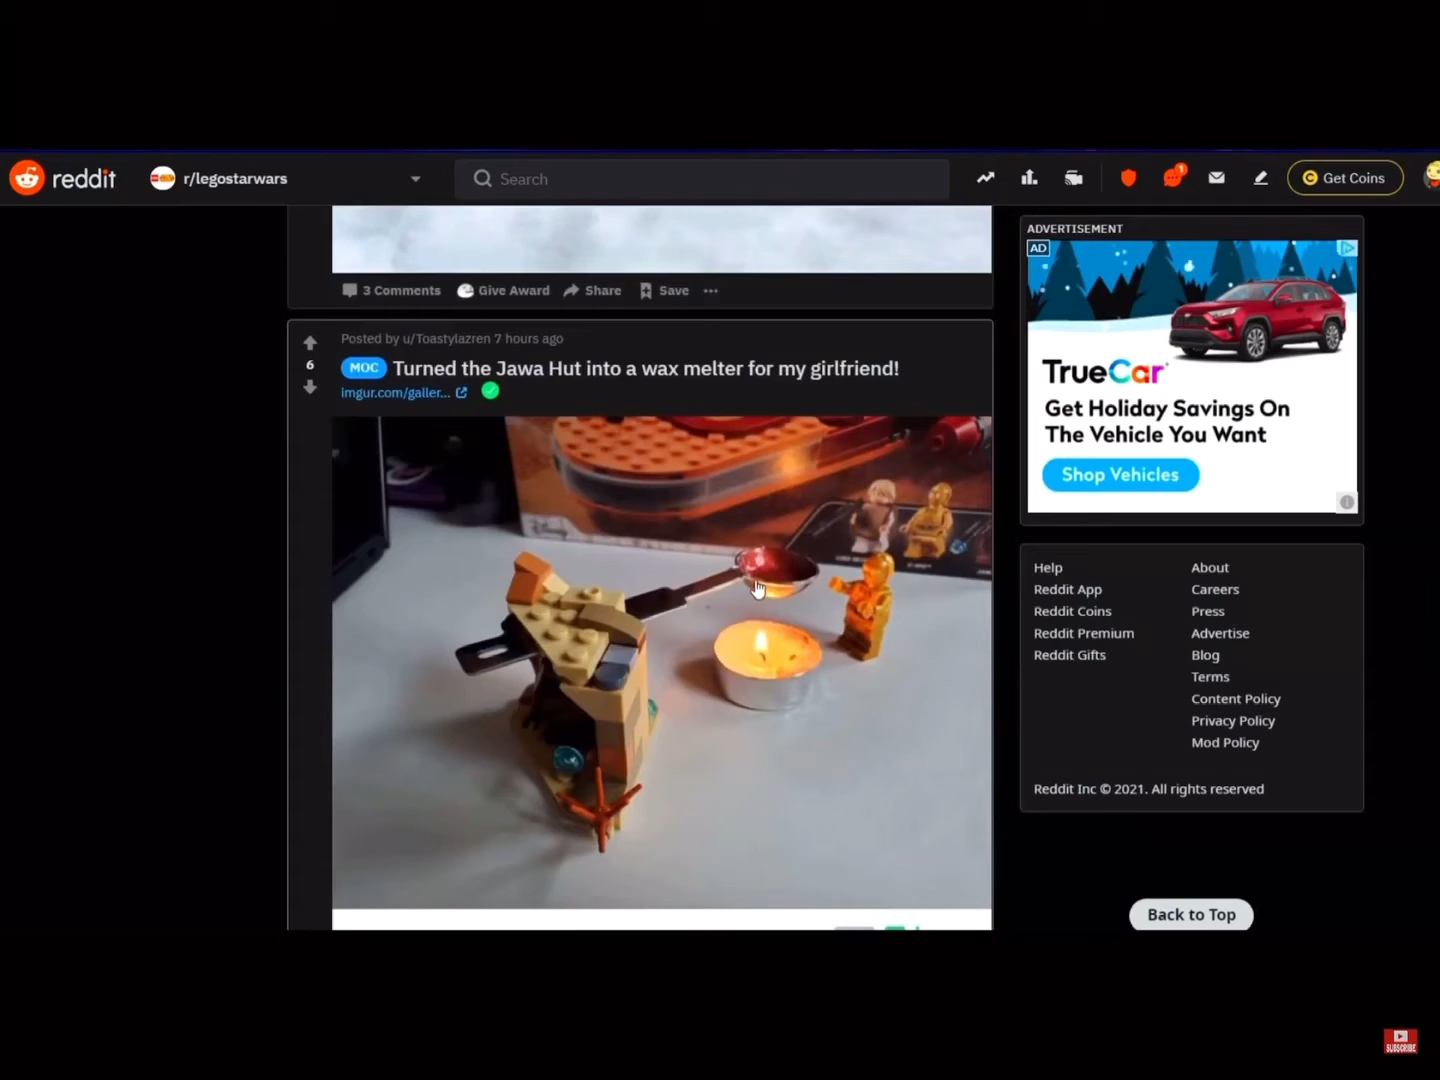 reddit
r/legostarwars
Search
1
Get Coins
3 Comments
Give Award
Share
Save
Posted by u/Toastylazren 7 hours ago
6
MOC
Turned the Jawa Hut into a wax melter for my girlfriend!
imgur.com/galler...
ADVERTISEMENT
AD
TrueCar
Get Holiday Savings On
The Vehicle You Want
Shop Vehicles
Help
Reddit App
Reddit Coins
Reddit Premium
Reddit Gifts
About
Careers
Press
Advertise
Blog
Terms
Content Policy
Privacy Policy
Mod Policy
Reddit Inc © 2021. All rights reserved
Back to Top
SUBSCRIBE